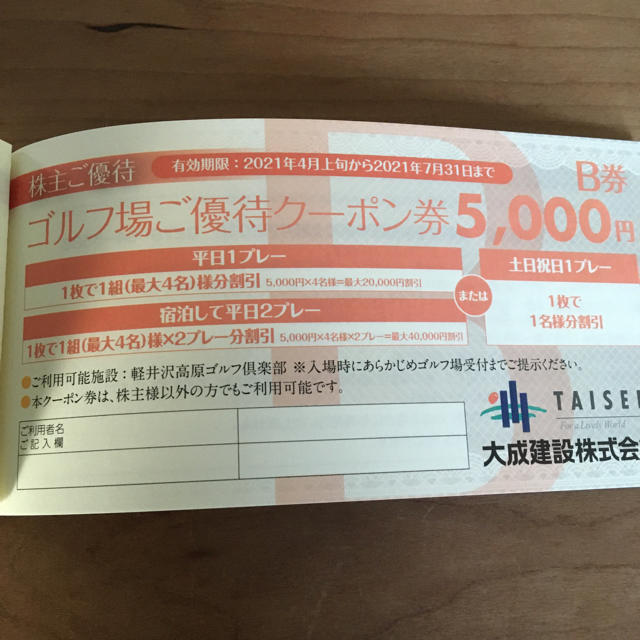 株主ご優待
有効期限：2021年4月上旬から2021年7月31日まで
B券
ゴルフ場ご優待クーポン券5,000円
平日1プレー
1枚で1組(最大4名)様分割引 5,000円×4名様=最大20,000円割引
宿泊して平日2プレー
1枚で1組(最大4名)様×2プレー分割引 5,000円×4名様×2プレー=最大40,000円割引
または
土日祝日1プレー
1枚で
1名様分割引
●ご利用可能施設：軽井沢高原ゴルフ倶楽部 ※入場時にあらかじめゴルフ場受付までご提示ください。
●本クーポン券は、株主様以外の方でもご利用可能です。
ご利用者名
ご記入欄
TAISEI
For a Lively World
大成建設株式会